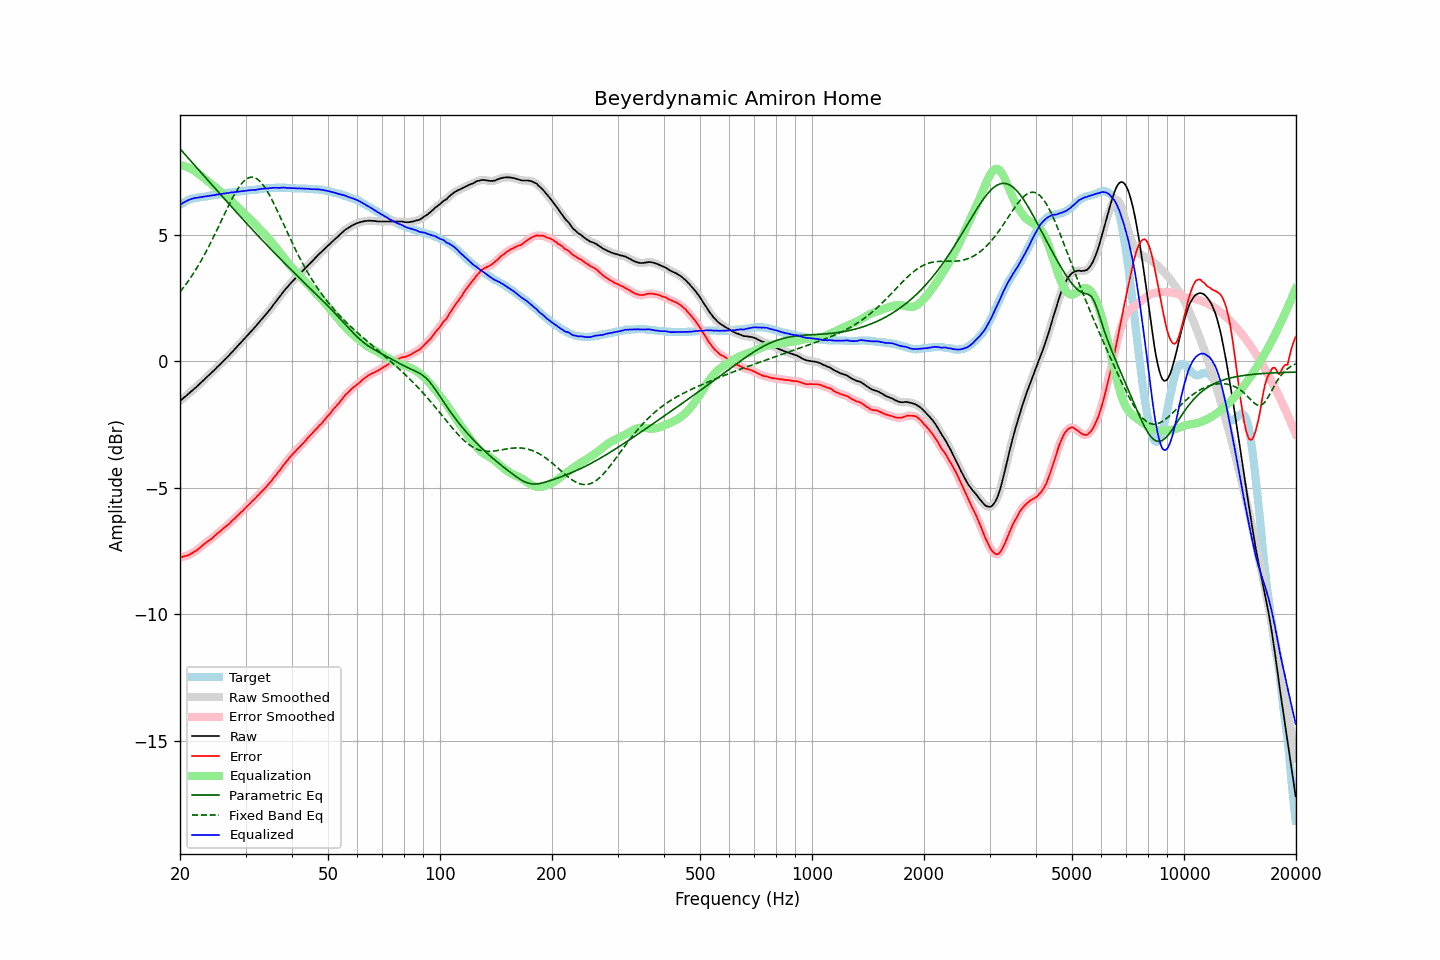 Beyerdynamic Amiron Home
Amplitude (dBr)
5
0
−5
−10
−15
Target
Raw Smoothed
Error Smoothed
Raw
Error
Equalization
Parametric Eq
Fixed Band Eq
Equalized
20 50 100 200 500 1000 2000 5000 10000 20000
Frequency (Hz)